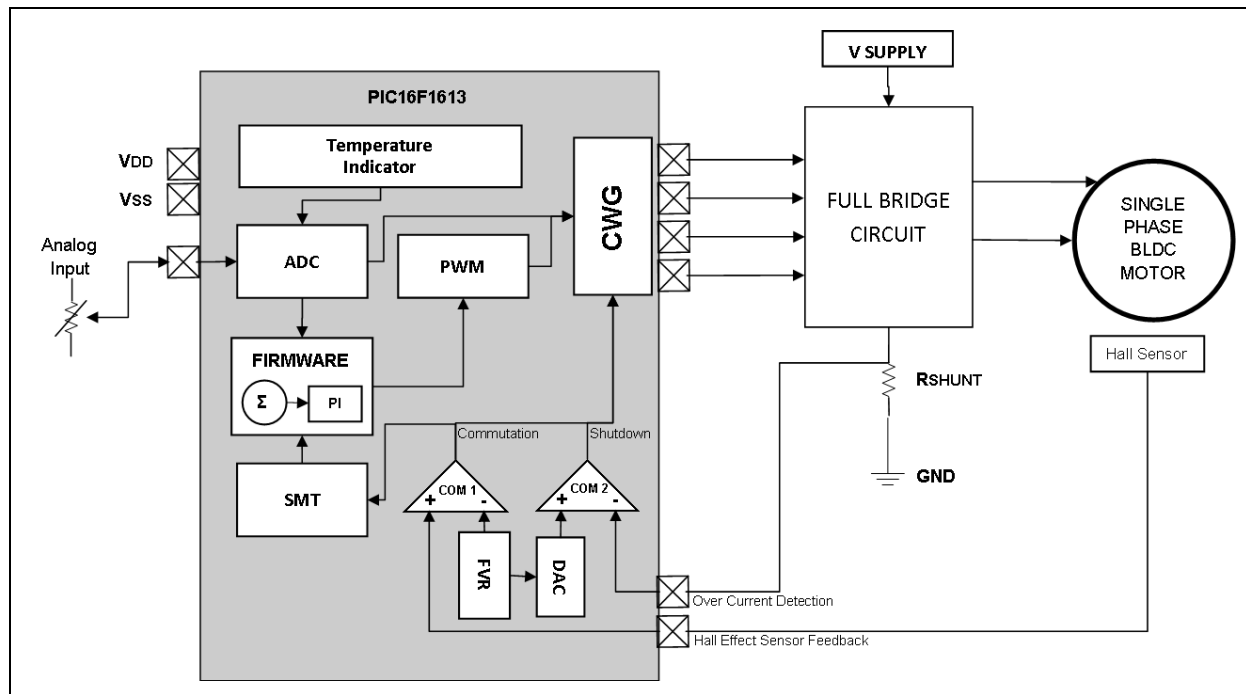 V SUPPLY
PIC16F1613
Temperature
Indicator
VDD
VSS
Analog
Input
ADC
PWM
CWG
FULL BRIDGE
CIRCUIT
SINGLE
PHASE
BLDC
MOTOR
Hall Sensor
FIRMWARE
Σ
PI
RSHUNT
GND
Commutation
Shutdown
SMT
COM 1
+
-
COM 2
+
-
FVR
DAC
Over Current Detection
Hall Effect Sensor Feedback